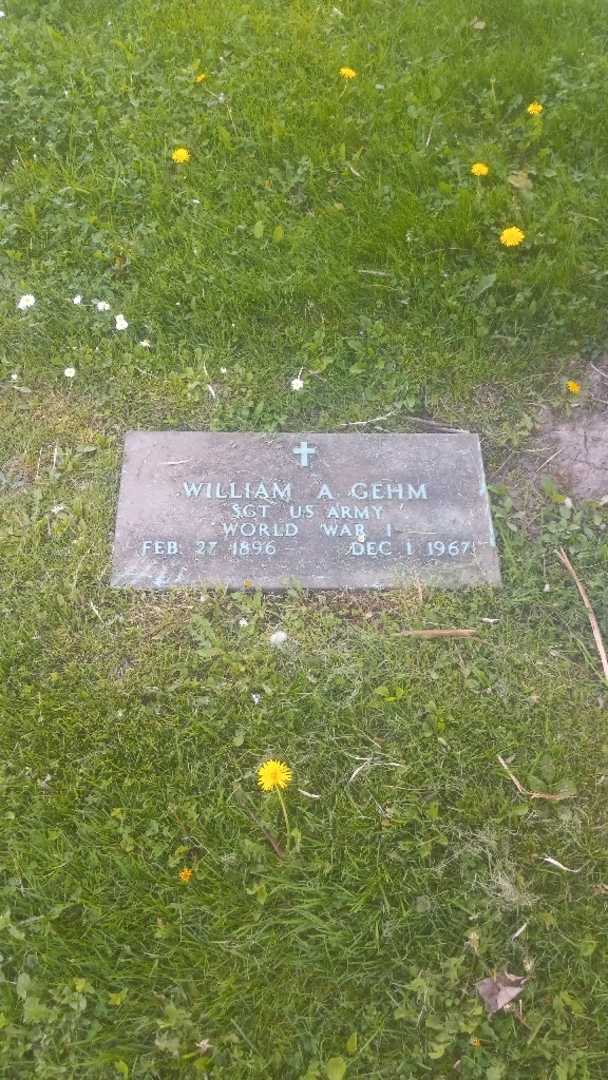 WILLIAM A GEHM
SGT US ARMY
WORLD WAR I
FEB 27 1896 DEC 1 1967